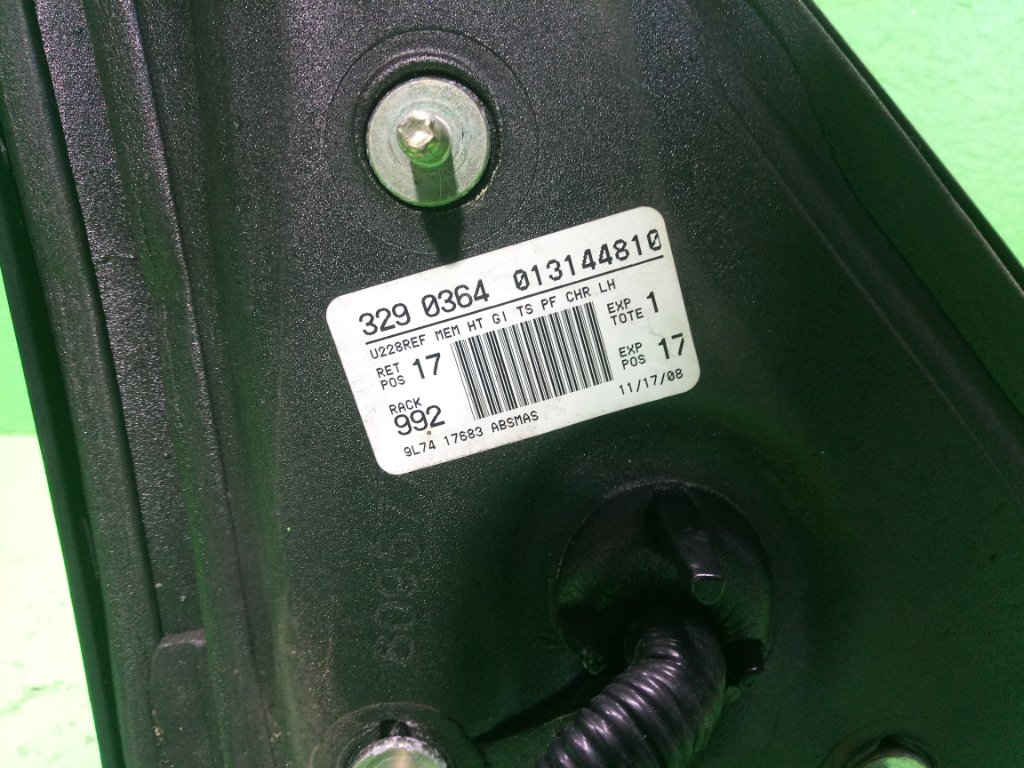 329 0364 013144810
U228REF MEM HT GI TS PF CHR LH
RET POS 17
EXP TOTE 1
RACK 992
EXP POS 17
9L74 17683 ABSMAS
11/17/08